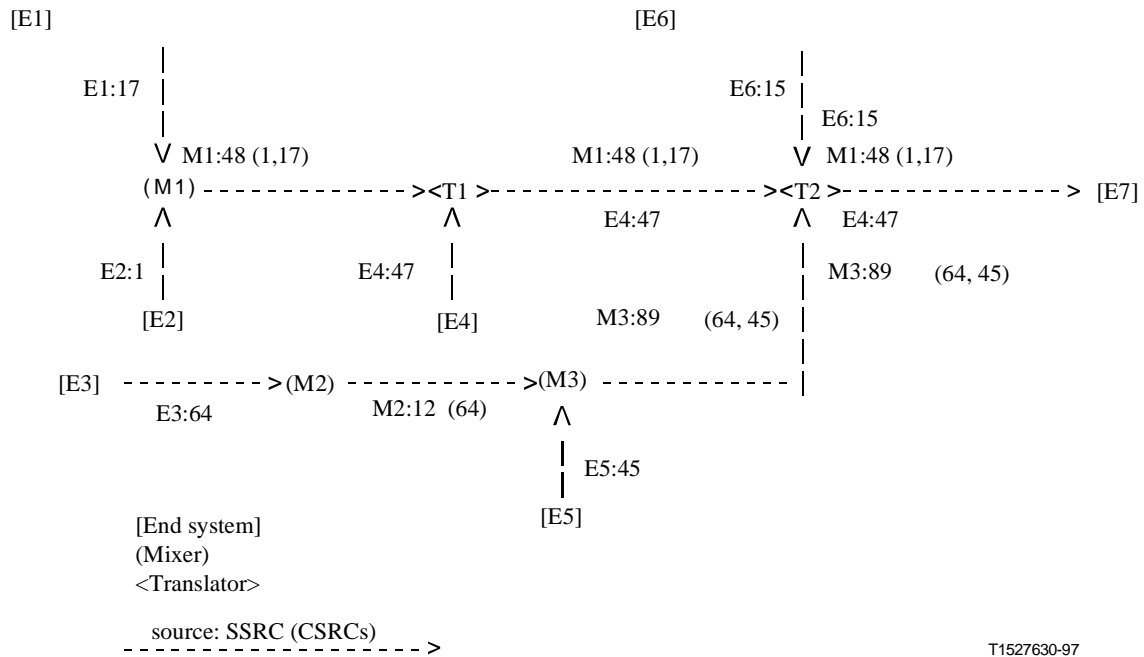 [E1] [E6]
E1:17 E6:15
E6:15
M1:48 (1,17) M1:48 (1,17) M1:48 (1,17)
(M1) <T1 > <T2 > [E7]
E4:47 E4:47
E2:1 E4:47 M3:89 (64, 45)
[E2] [E4] M3:89 (64, 45)
[E3] (M2) (M3)
E3:64 M2:12 (64)
E5:45
[E5]
[End system]
(Mixer)
<Translator>
source: SSRC (CSRCs)
T1527630-97